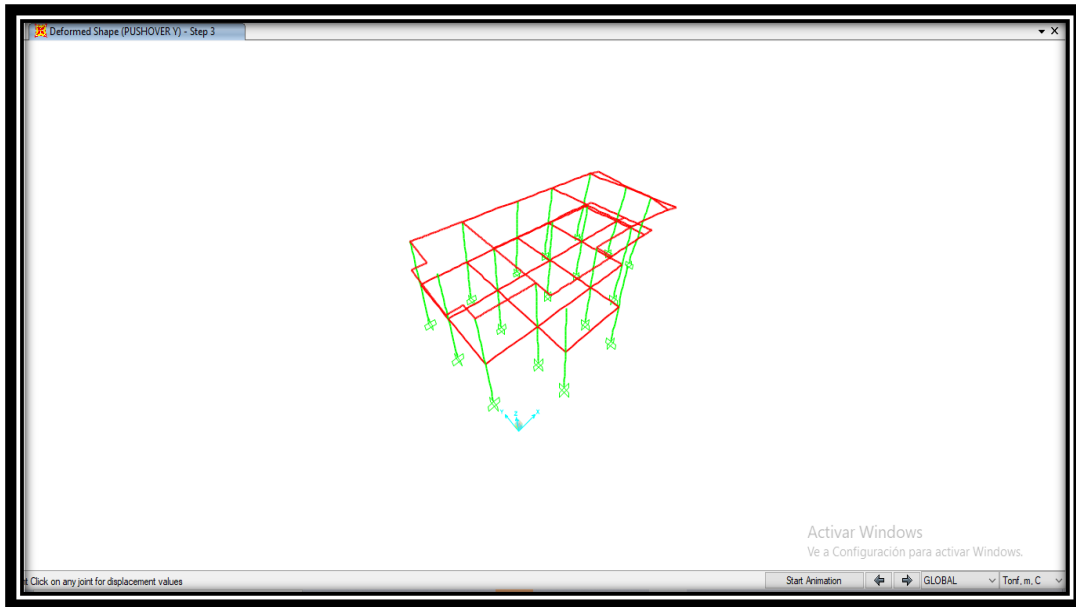 Deformed Shape (PUSHOVER Y) - Step 3
X
Activar Windows
Ve a Configuración para activar Windows.
t Click on any joint for displacement values
Start Animation
GLOBAL
Tonf, m, C